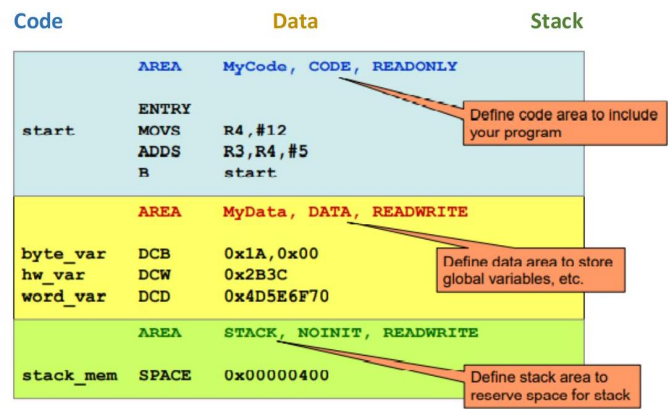 Code Data Stack
AREA MyCode, CODE, READONLY
ENTRY
start MOVS R4,#12
ADDS R3,R4,#5
B start
Define code area to include
your program
AREA MyData, DATA, READWRITE
byte_var DCB 0x1A,0x00
hw_var DCW 0x2B3C
word_var DCD 0x4D5E6F70
Define data area to store
global variables, etc.
AREA STACK, NOINIT, READWRITE
stack_mem SPACE 0x00000400
Define stack area to
reserve space for stack